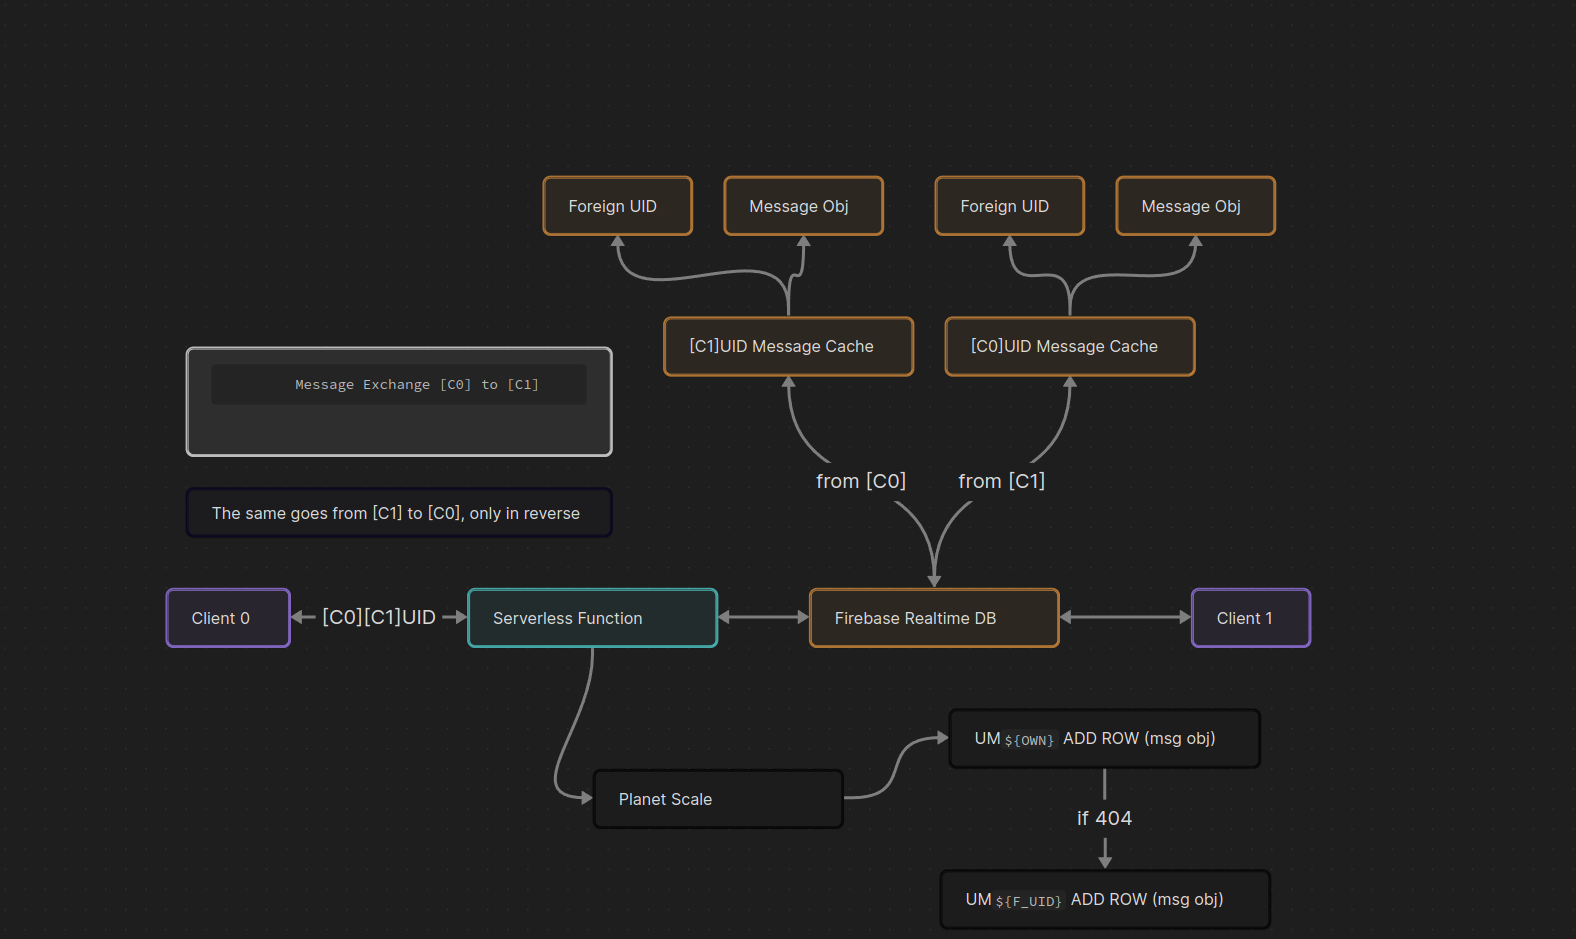 Foreign UID
Message Obj
Foreign UID
Message Obj
[C1]UID Message Cache
[C0]UID Message Cache
Message Exchange [C0] to [C1]
from [C0]
from [C1]
The same goes from [C1] to [C0], only in reverse
Client 0
[C0][C1]UID
Serverless Function
Firebase Realtime DB
Client 1
UM ${OWN} ADD ROW (msg obj)
Planet Scale
if 404
UM ${F_UID} ADD ROW (msg obj)